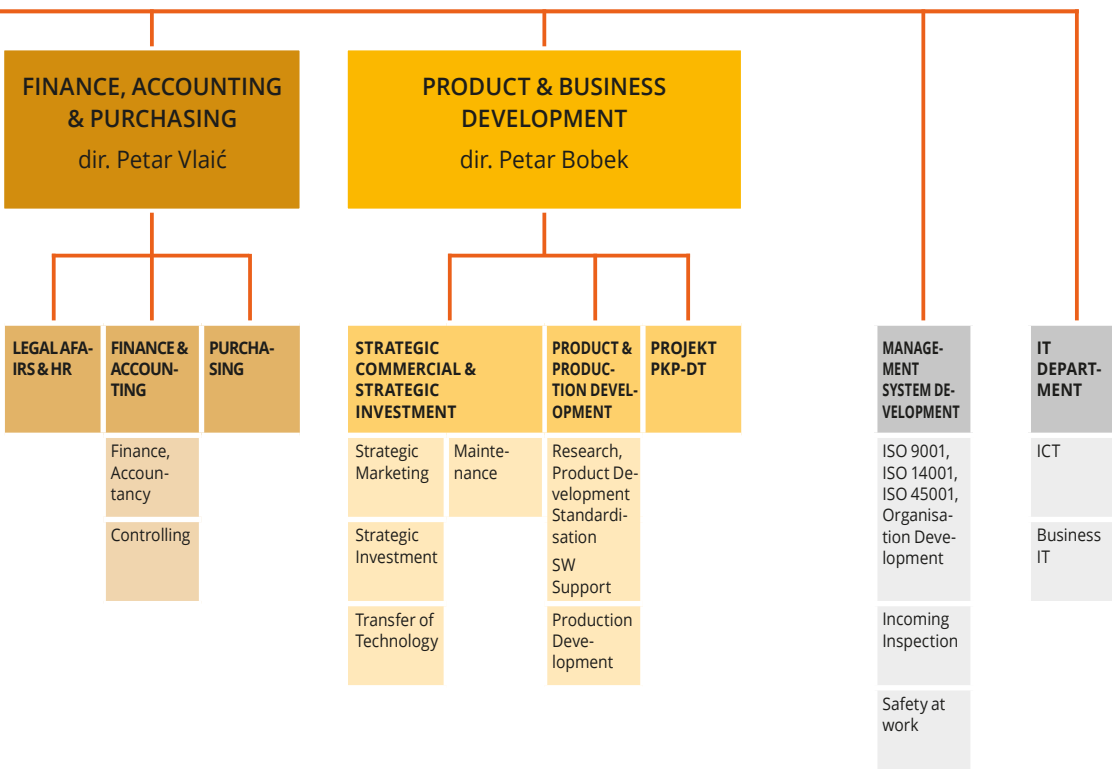 FINANCE, ACCOUNTING
& PURCHASING
dir. Petar Vlaić
PRODUCT & BUSINESS
DEVELOPMENT
dir. Petar Bobek
LEGAL AFA-
IRS & HR
FINANCE &
ACCOUN-
TING
PURCHA-
SING
STRATEGIC
COMMERCIAL &
STRATEGIC
INVESTMENT
PRODUCT &
PRODUC-
TION DEVEL-
OPMENT
PROJEKT
PKP-DT
MANAGE-
MENT
SYSTEM DE-
VELOPMENT
IT
DEPART-
MENT
Finance,
Accoun-
tancy
Controlling
Strategic
Marketing
Strategic
Investment
Transfer of
Technology
Mainte-
nance
Research,
Product De-
velopment
Standardi-
sation
SW
Support
Production
Deve-
lopment
ISO 9001,
ISO 14001,
ISO 45001,
Organisa-
tion Deve-
lopment
Incoming
Inspection
Safety at
work
ICT
Business
IT